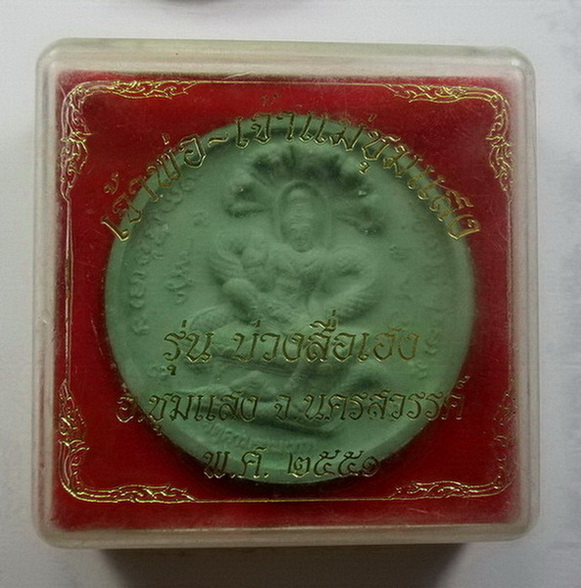 เจ้าพ่อ-เจ้าแม่ชุมแสง
รุ่น บ่วงสื่อเฮง
อ.ชุมแสง จ.นครสวรรค์
พ.ศ. ๒๕๕๑